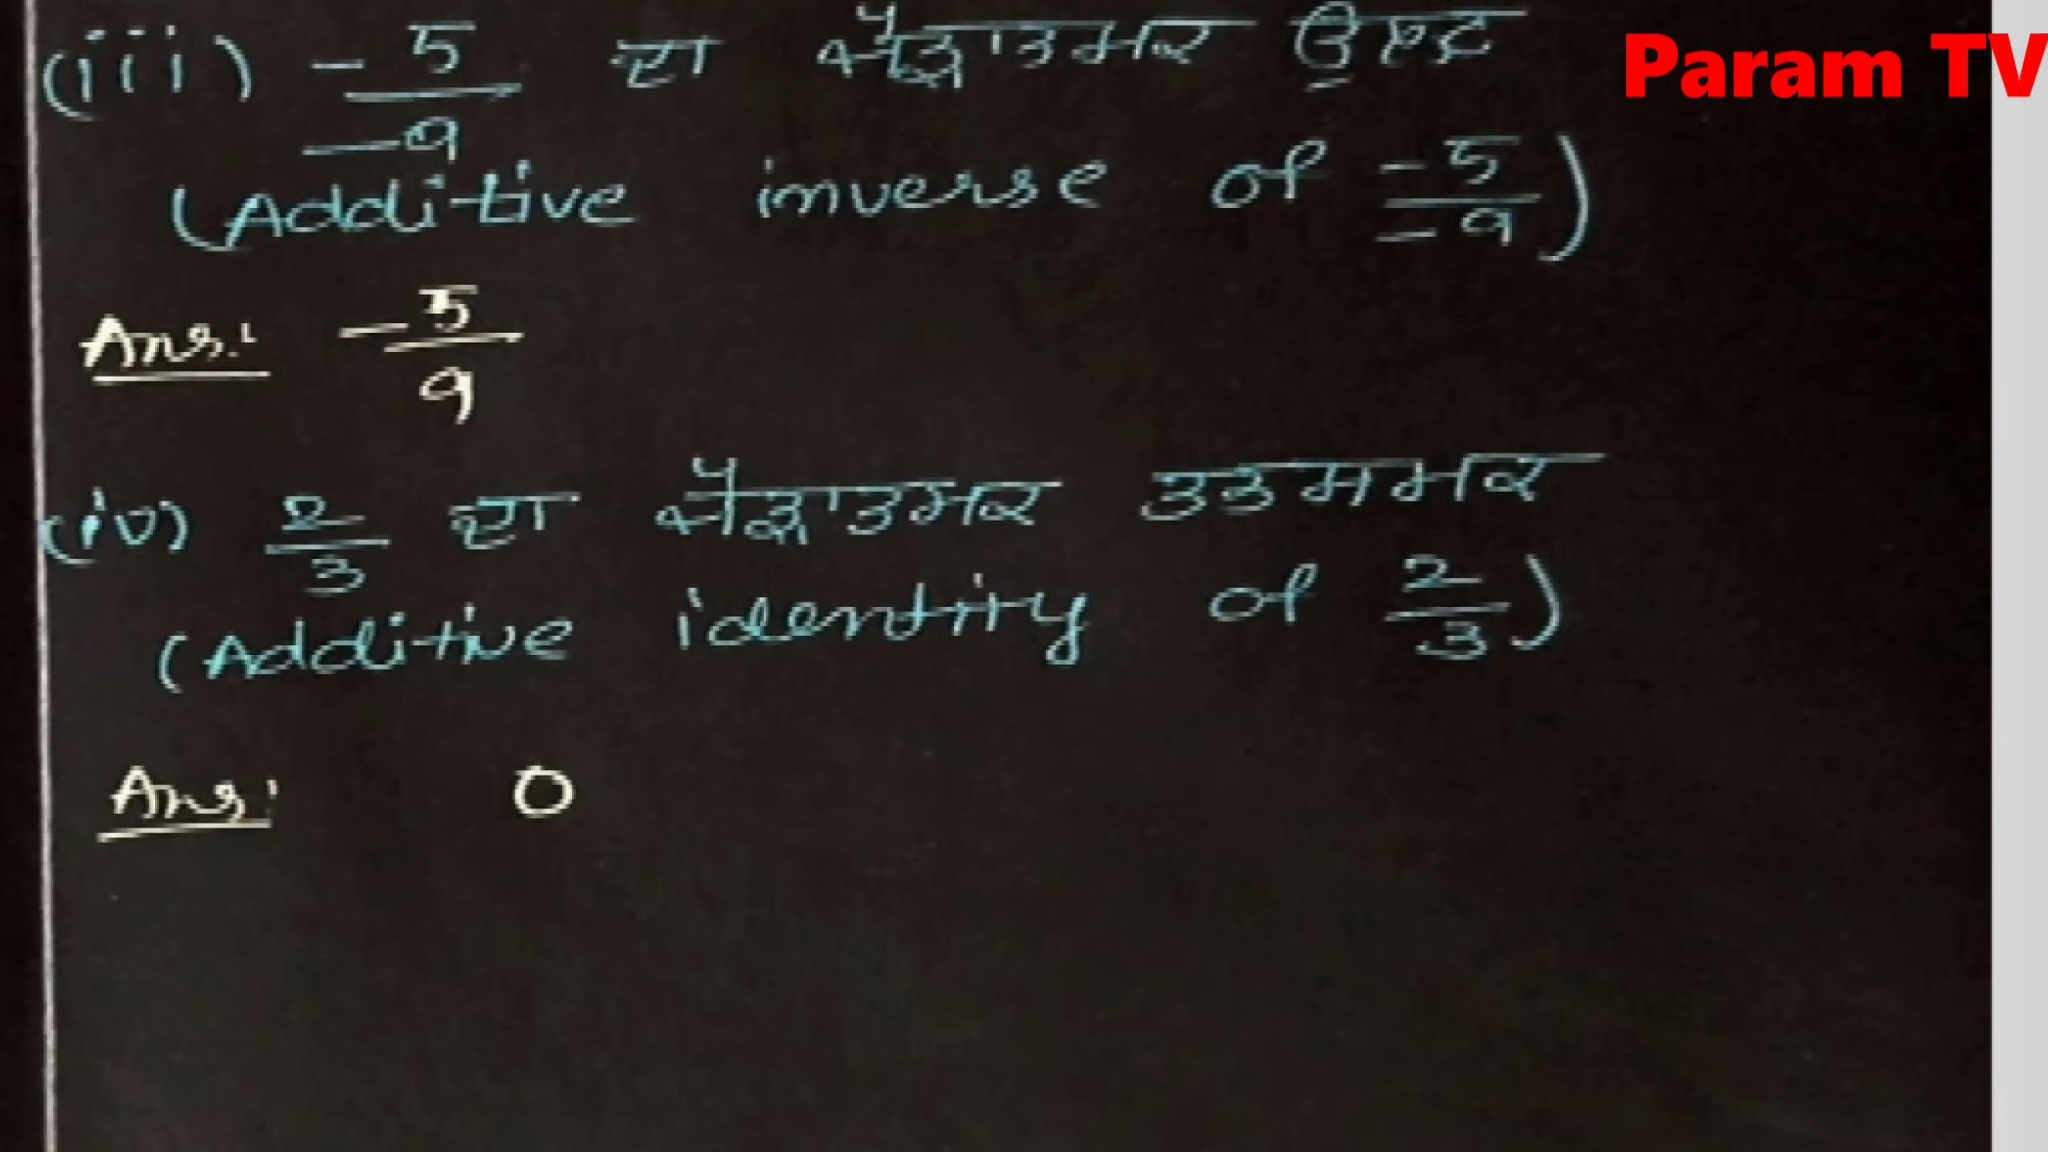 (iii) -5/-9 ਦਾ ਜੋੜਾਤਮਕ ਉਲਟ
Param TV
(Additive inverse of -5/-9)
Ans: -5/9
(iv) 2/3 ਦਾ ਜੋੜਾਤਮਕ ਤਤਸਮਕ
(Additive identity of 2/3)
Ans: 0